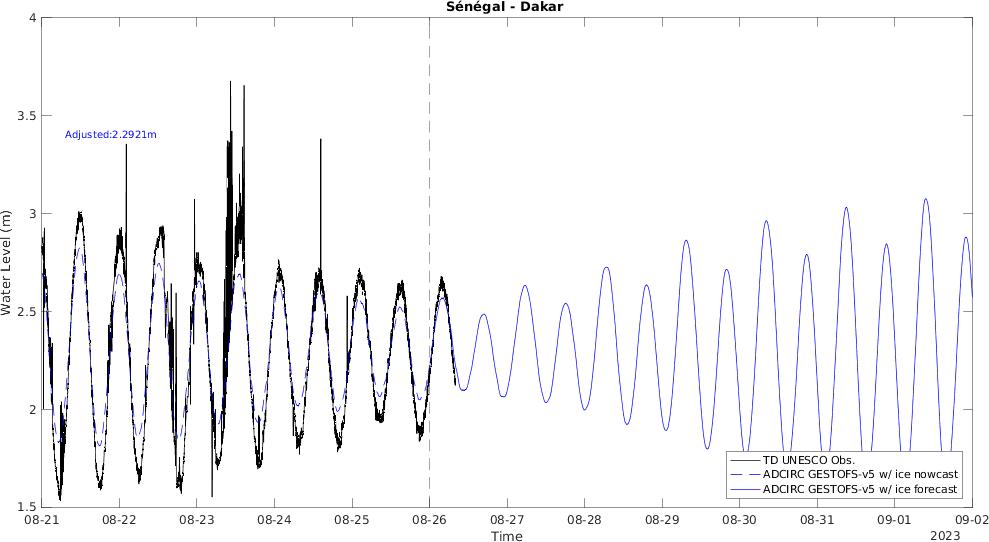 Sénégal - Dakar
4
3.5
3
2.5
2
1.5
Water Level (m)
Adjusted:2.2921m
TD UNESCO Obs.
ADCIRC GESTOFS-v5 w/ ice nowcast
ADCIRC GESTOFS-v5 w/ ice forecast
08-21 08-22 08-23 08-24 08-25 08-26 08-27 08-28 08-29 08-30 08-31 09-01 09-02
Time
2023